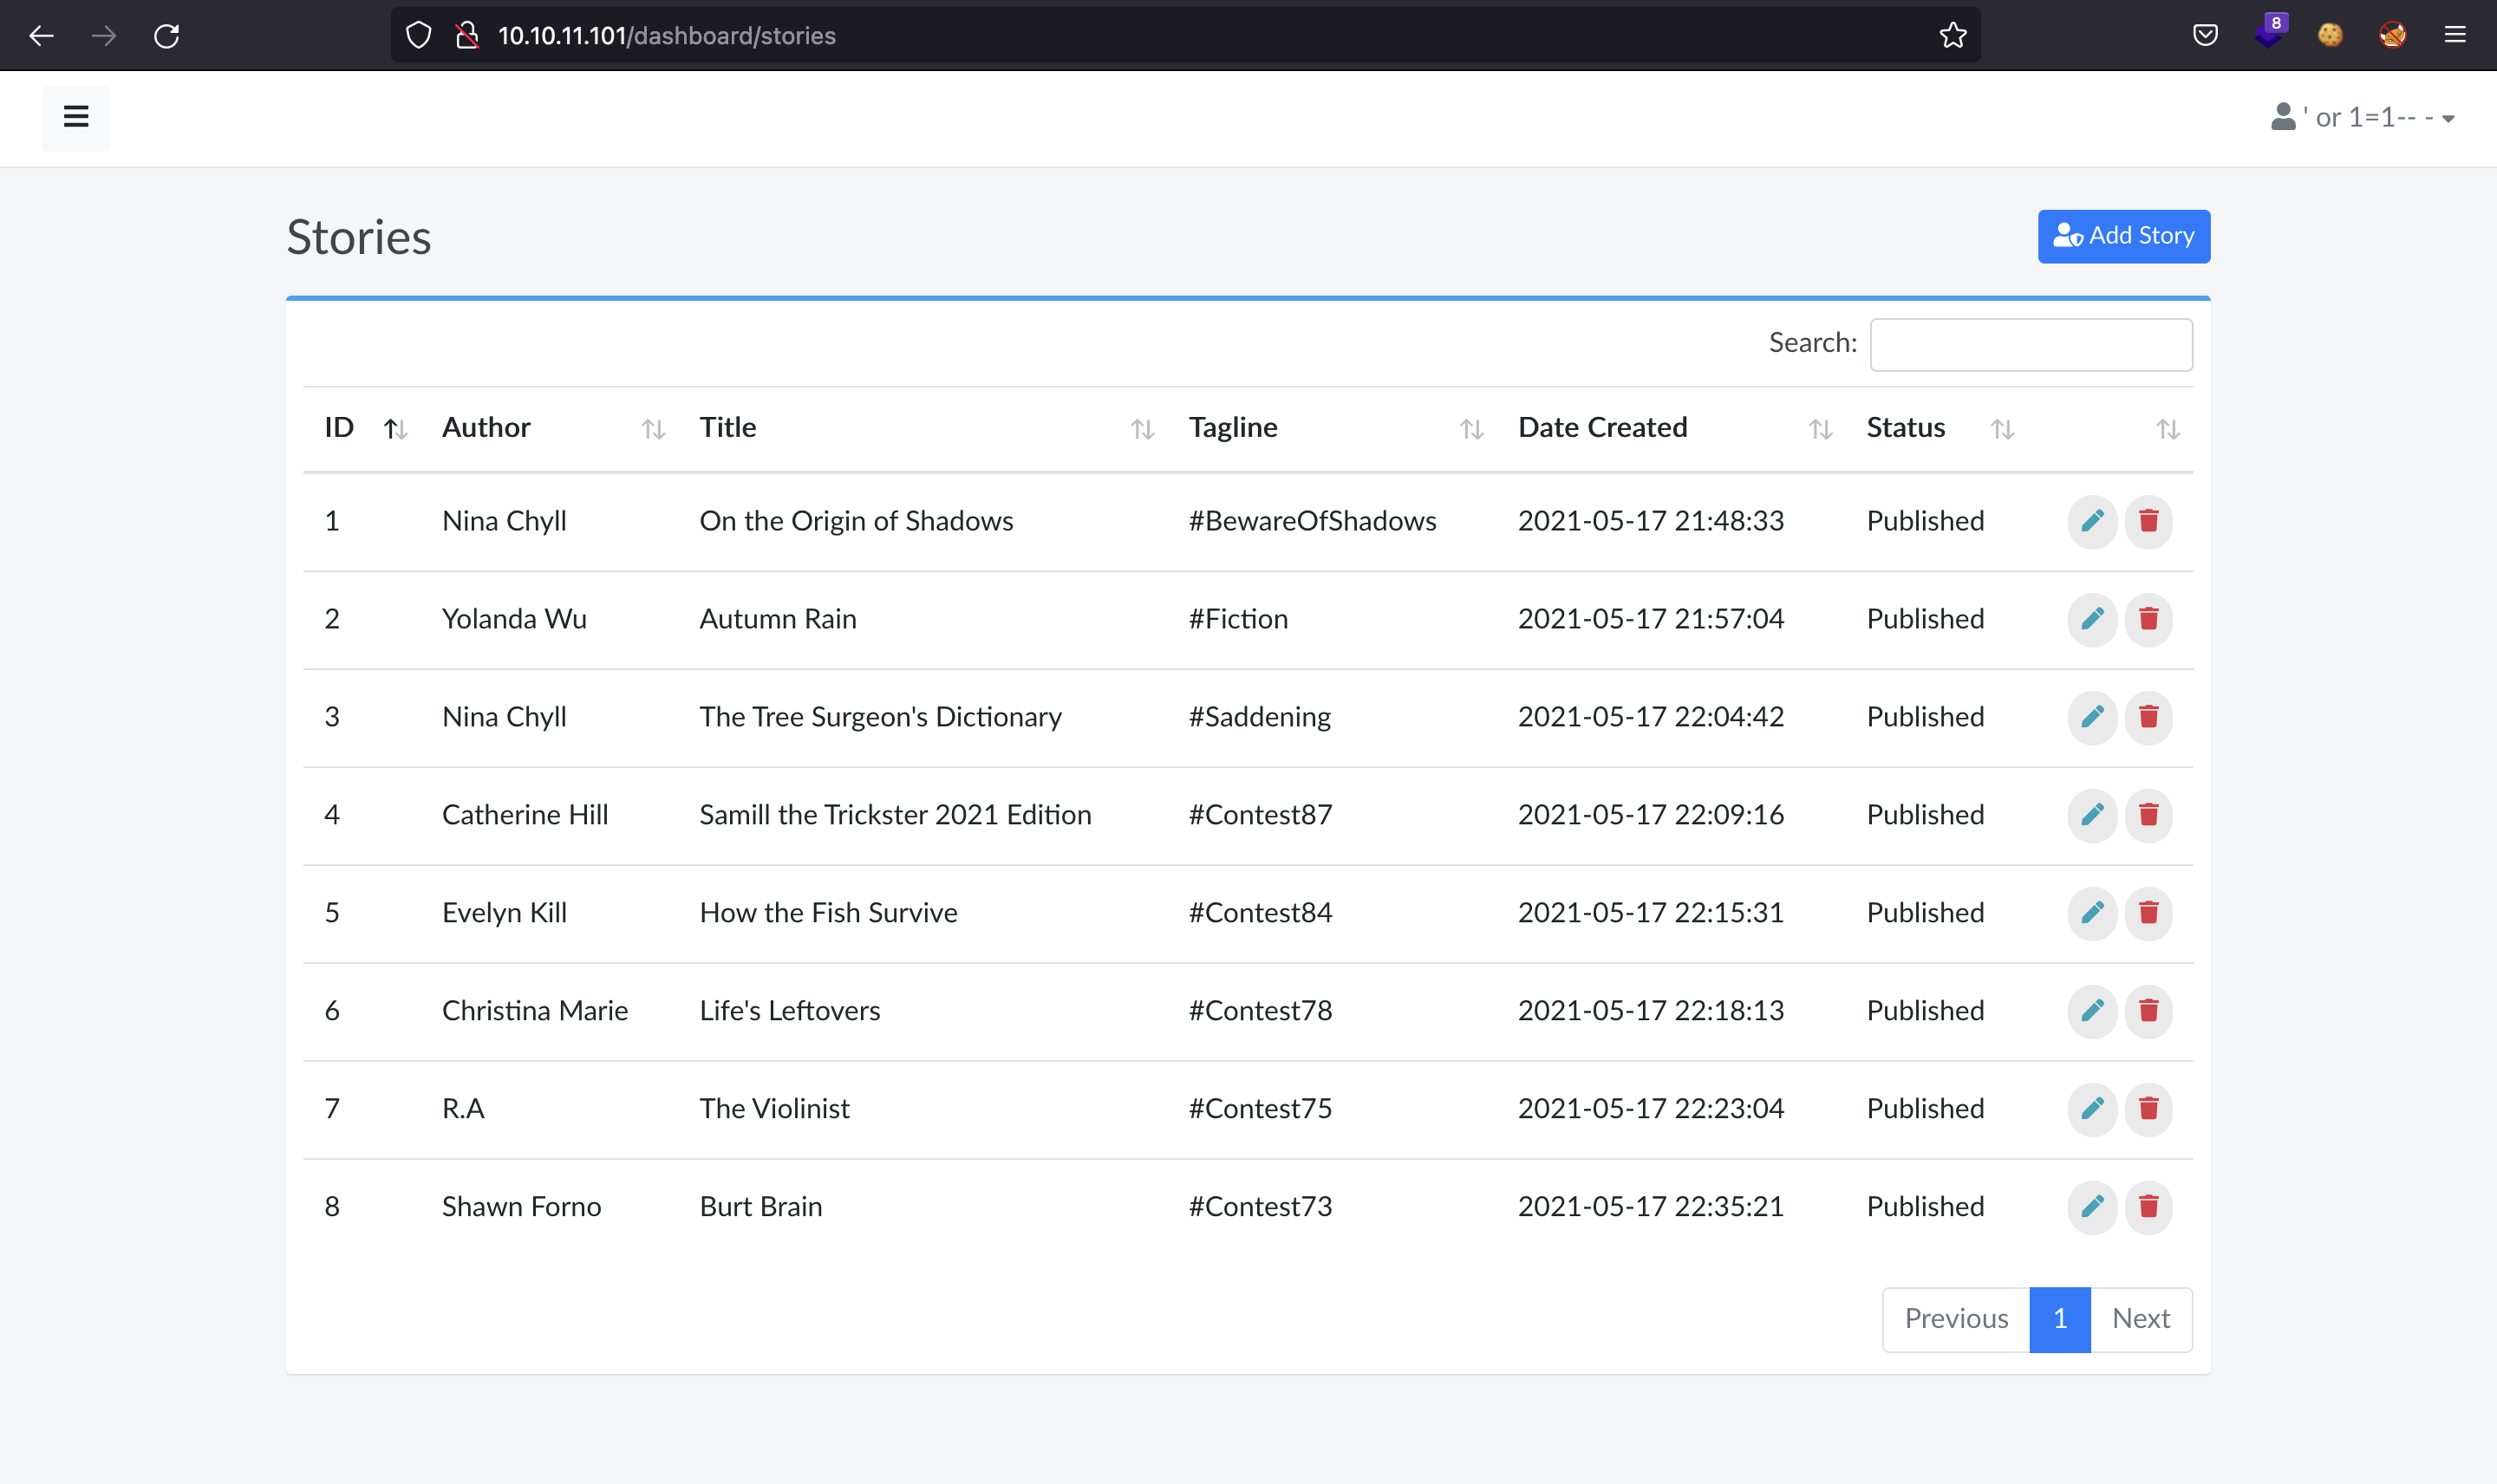 10.10.11.101/dashboard/stories
8
' or 1=1-- -
Stories
Add Story
Search:
ID Author Title Tagline Date Created Status
1 Nina Chyll On the Origin of Shadows #BewareOfShadows 2021-05-17 21:48:33 Published
2 Yolanda Wu Autumn Rain #Fiction 2021-05-17 21:57:04 Published
3 Nina Chyll The Tree Surgeon's Dictionary #Saddening 2021-05-17 22:04:42 Published
4 Catherine Hill Samill the Trickster 2021 Edition #Contest87 2021-05-17 22:09:16 Published
5 Evelyn Kill How the Fish Survive #Contest84 2021-05-17 22:15:31 Published
6 Christina Marie Life's Leftovers #Contest78 2021-05-17 22:18:13 Published
7 R.A The Violinist #Contest75 2021-05-17 22:23:04 Published
8 Shawn Forno Burt Brain #Contest73 2021-05-17 22:35:21 Published
Previous 1 Next